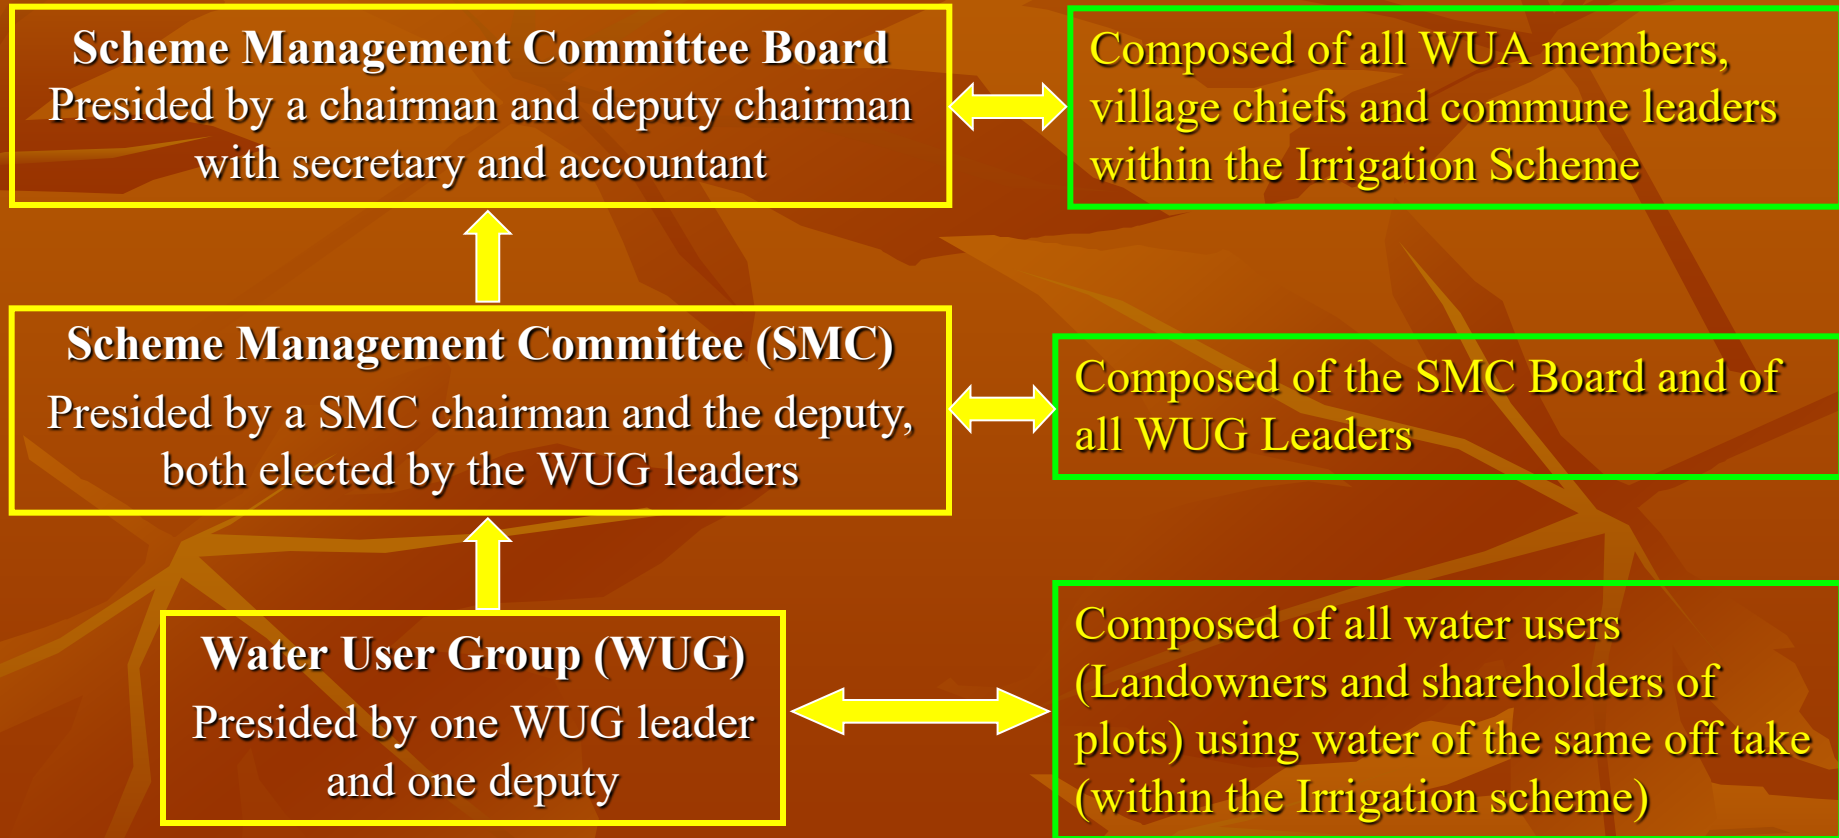 Scheme Management Committee Board
Presided by a chairman and deputy chairman
with secretary and accountant
Composed of all WUA members,
village chiefs and commune leaders
within the Irrigation Scheme
Scheme Management Committee (SMC)
Presided by a SMC chairman and the deputy,
both elected by the WUG leaders
Composed of the SMC Board and of
all WUG Leaders
Water User Group (WUG)
Presided by one WUG leader
and one deputy
Composed of all water users
(Landowners and shareholders of
plots) using water of the same off take
(within the Irrigation scheme)